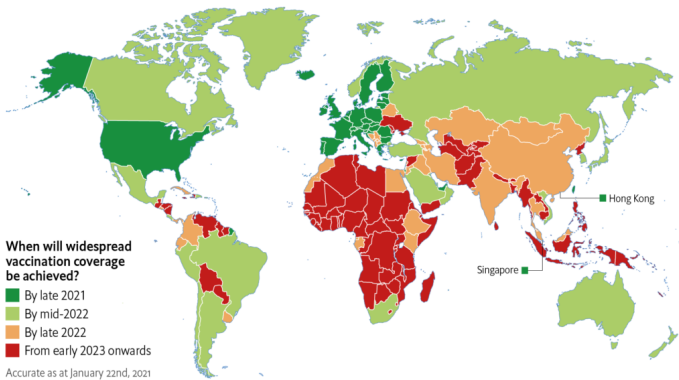 Hong Kong
Singapore
When will widespread
vaccination coverage
be achieved?
By late 2021
By mid-2022
By late 2022
From early 2023 onwards
Accurate as at January 22nd, 2021